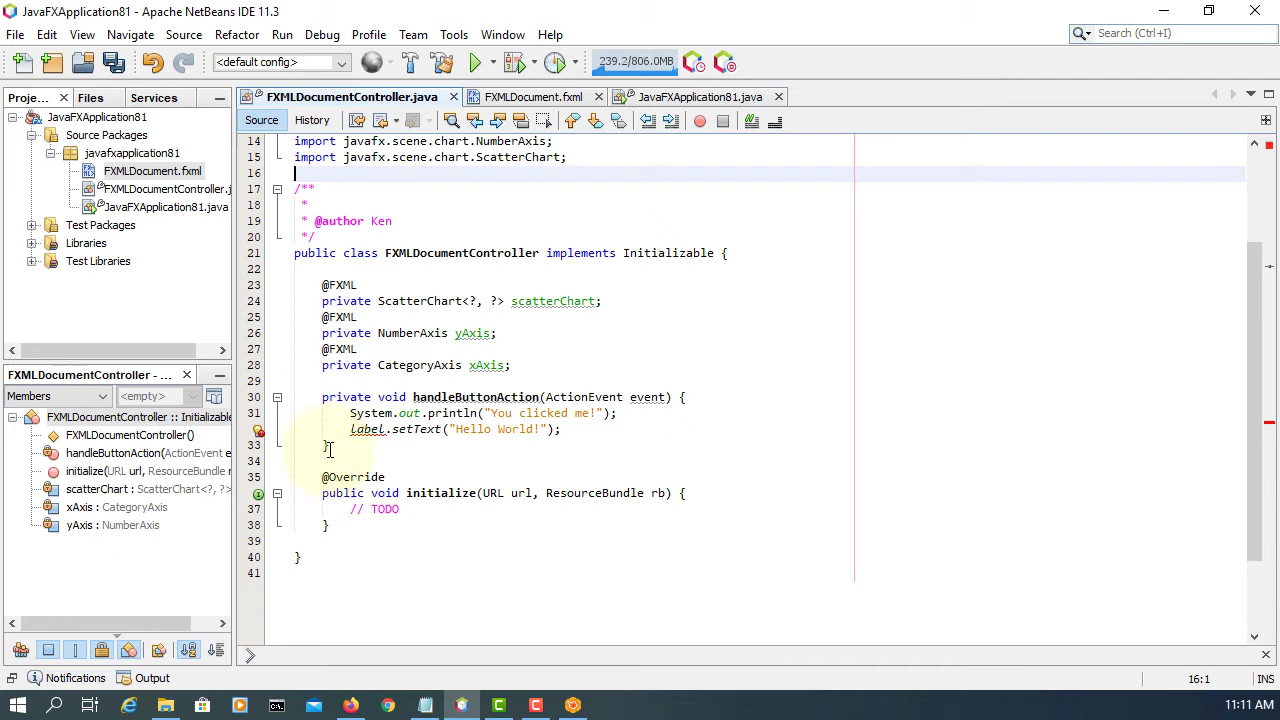 JavaFXApplication81 - Apache NetBeans IDE 11.3
File Edit View Navigate Source Refactor Run Debug Profile Team Tools Window Help
Search (Ctrl+I)
<default config>
239.2/806.0MB
Proje... Files Services
FXMLDocumentController.java FXMLDocument.fxml JavaFXApplication81.java
Source History
JavaFXApplication81
Source Packages
javafxapplication81
FXMLDocument.fxml
FXMLDocumentController.j
JavaFXApplication81.java
Test Packages
Libraries
Test Libraries
FXMLDocumentController - ...
Members <empty>
FXMLDocumentController :: Initializable
FXMLDocumentController()
handleButtonAction(ActionEvent e
initialize(URL url, ResourceBundle r
scatterChart : ScatterChart<?, ?>
xAxis : CategoryAxis
yAxis : NumberAxis
14 import javafx.scene.chart.NumberAxis;
15 import javafx.scene.chart.ScatterChart;
16
17 /**
18 *
19 * @author Ken
20 */
21 public class FXMLDocumentController implements Initializable {
22
23 @FXML
24 private ScatterChart<?, ?> scatterChart;
25 @FXML
26 private NumberAxis yAxis;
27 @FXML
28 private CategoryAxis xAxis;
29
30 private void handleButtonAction(ActionEvent event) {
31 System.out.println("You clicked me!");
label.setText("Hello World!");
33 }
34
35 @Override
public void initialize(URL url, ResourceBundle rb) {
37 // TODO
38 }
39
40 }
41
Notifications Output
16:1 INS
11:11 AM